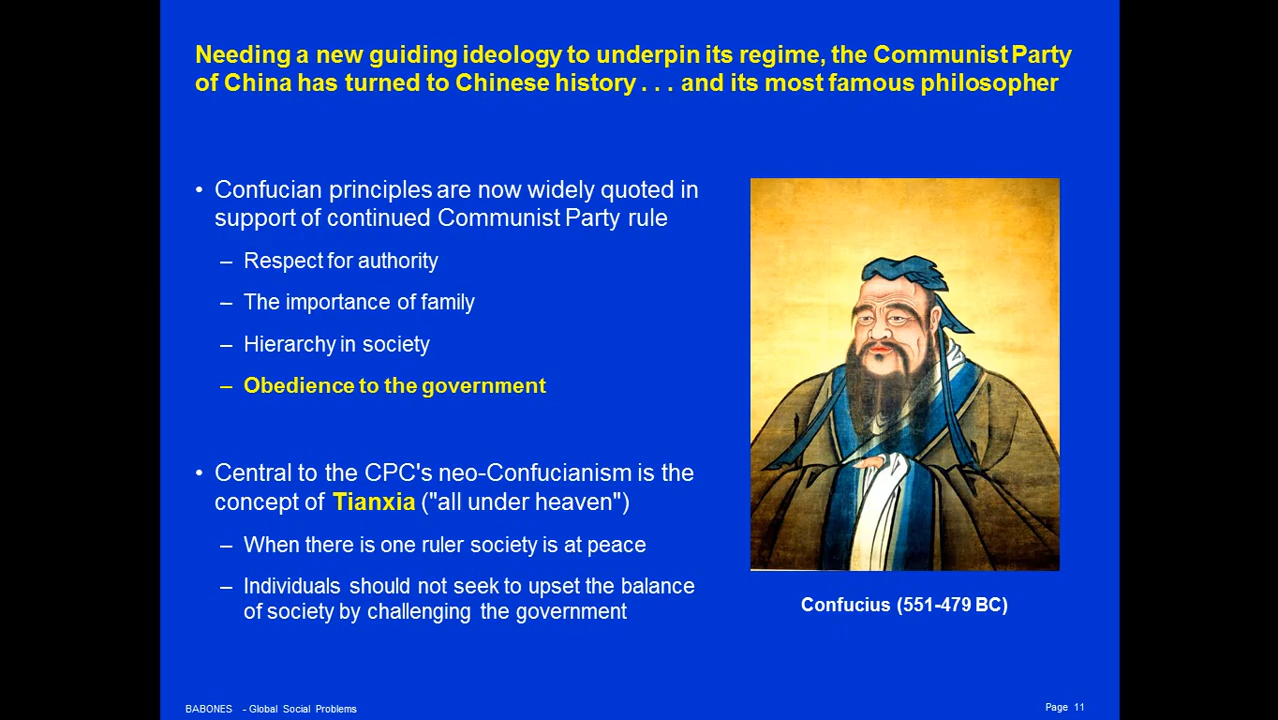 Needing a new guiding ideology to underpin its regime, the Communist Party
of China has turned to Chinese history . . . and its most famous philosopher
• Confucian principles are now widely quoted in
support of continued Communist Party rule
– Respect for authority
– The importance of family
– Hierarchy in society
– Obedience to the government
• Central to the CPC's neo-Confucianism is the
concept of Tianxia ("all under heaven")
– When there is one ruler society is at peace
– Individuals should not seek to upset the balance
of society by challenging the government
Confucius (551-479 BC)
BABONES - Global Social Problems
Page 11